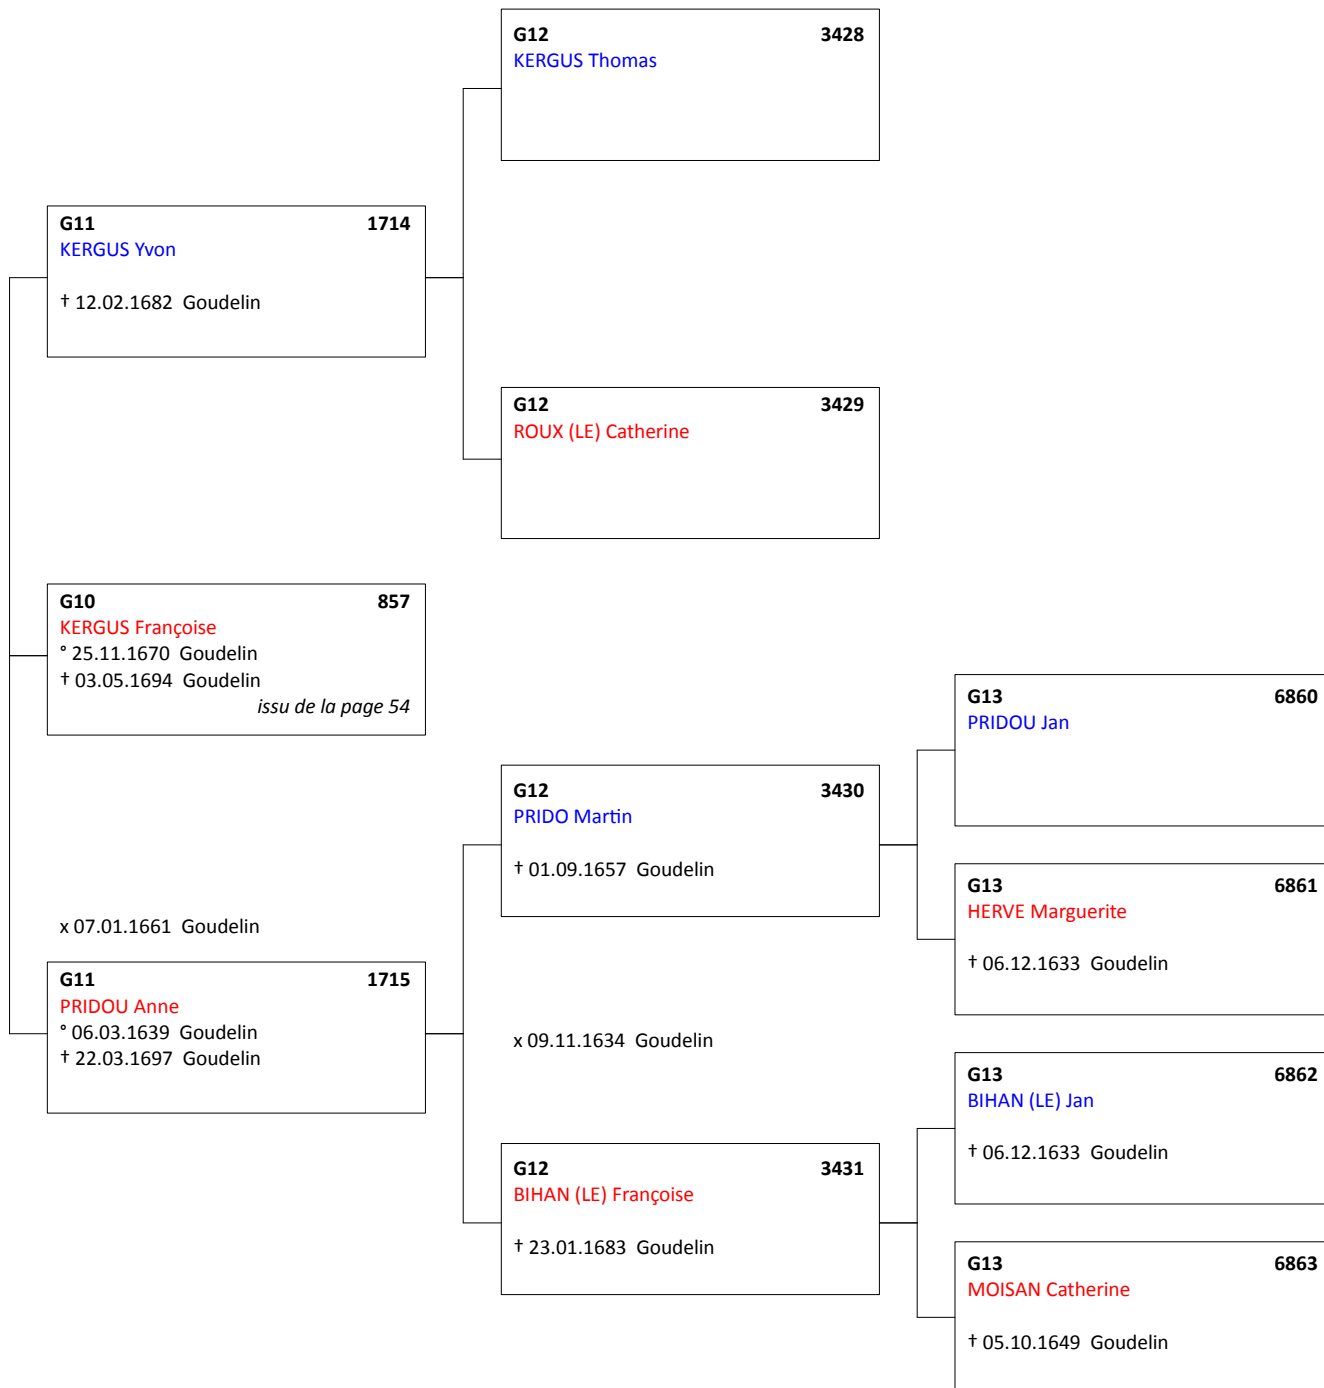 G12 3428
KERGUS Thomas
G11 1714
KERGUS Yvon
† 12.02.1682 Goudelin
G12 3429
ROUX (LE) Catherine
G10 857
KERGUS Françoise
° 25.11.1670 Goudelin
† 03.05.1694 Goudelin
issu de la page 54
G13 6860
PRIDOU Jan
G12 3430
PRIDO Martin
† 01.09.1657 Goudelin
G13 6861
HERVE Marguerite
† 06.12.1633 Goudelin
x 07.01.1661 Goudelin
G11 1715
PRIDOU Anne
° 06.03.1639 Goudelin
† 22.03.1697 Goudelin
x 09.11.1634 Goudelin
G13 6862
BIHAN (LE) Jan
† 06.12.1633 Goudelin
G12 3431
BIHAN (LE) Françoise
† 23.01.1683 Goudelin
G13 6863
MOISAN Catherine
† 05.10.1649 Goudelin